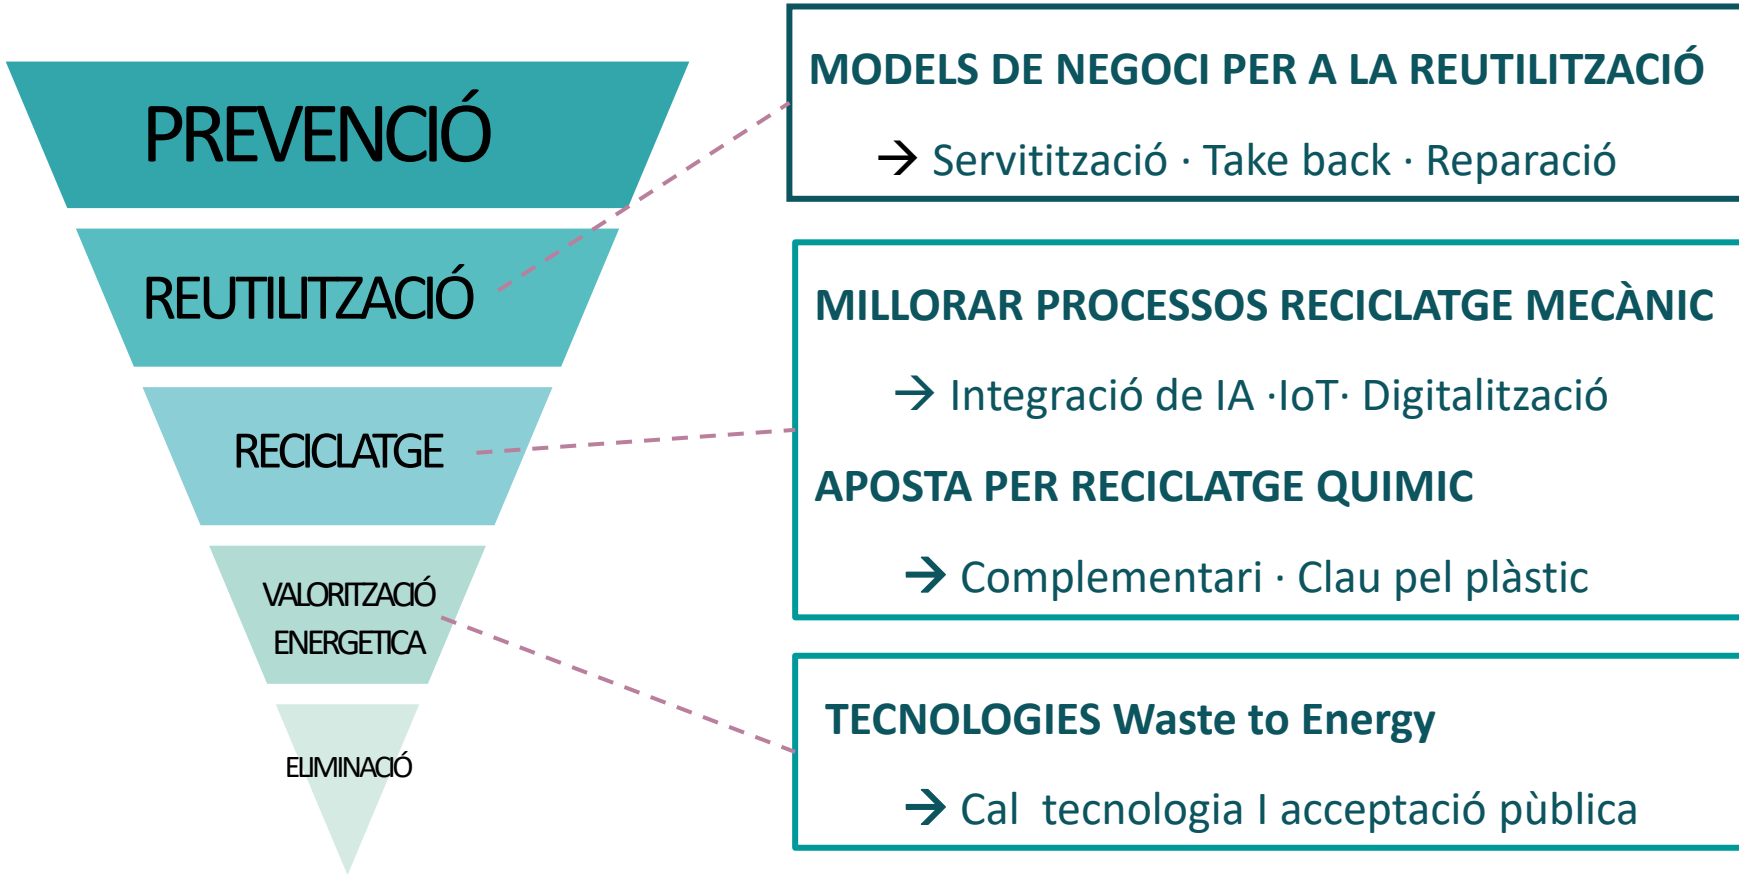 PREVENCIÓ
REUTILITZACIÓ
RECICLATGE
VALORITZACIÓ
ENERGETICA
ELIMINACIÓ
MODELS DE NEGOCI PER A LA REUTILITZACIÓ
→ Servitització · Take back · Reparació
MILLORAR PROCESSOS RECICLATGE MECÀNIC
→ Integració de IA ·IoT· Digitalització
APOSTA PER RECICLATGE QUIMIC
→ Complementari · Clau pel plàstic
TECNOLOGIES Waste to Energy
→ Cal tecnologia I acceptació pùblica